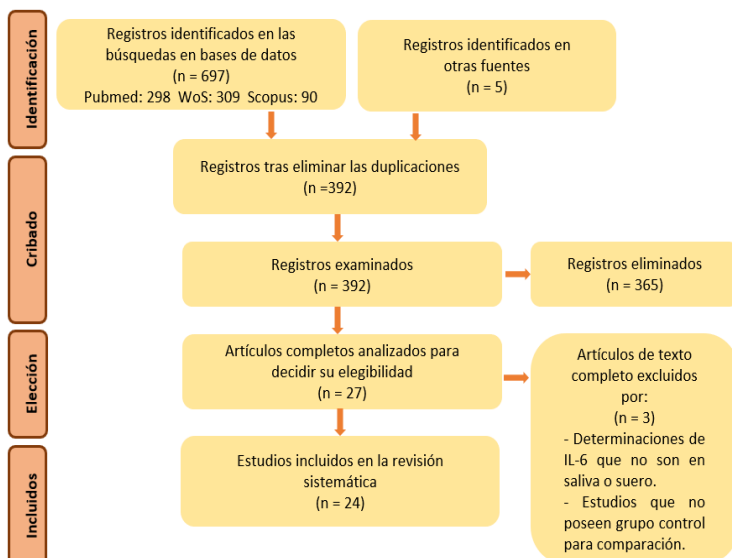 Identificación
Registros identificados en las
búsquedas en bases de datos
(n = 697)
Pubmed: 298 WoS: 309 Scopus: 90
Registros identificados en
otras fuentes
(n = 5)
Cribado
Registros tras eliminar las duplicaciones
(n =392)
Registros examinados
(n = 392)
Registros eliminados
(n = 365)
Elección
Artículos completos analizados para
decidir su elegibilidad
(n = 27)
Artículos de texto
completo excluidos
por:
(n = 3)
- Determinaciones de
IL-6 que no son en
saliva o suero.
- Estudios que no
poseen grupo control
para comparación.
Incluidos
Estudios incluidos en la revisión
sistemática
(n = 24)